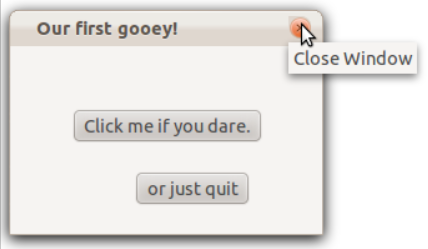 Our first gooey!
Close Window
Click me if you dare.
or just quit